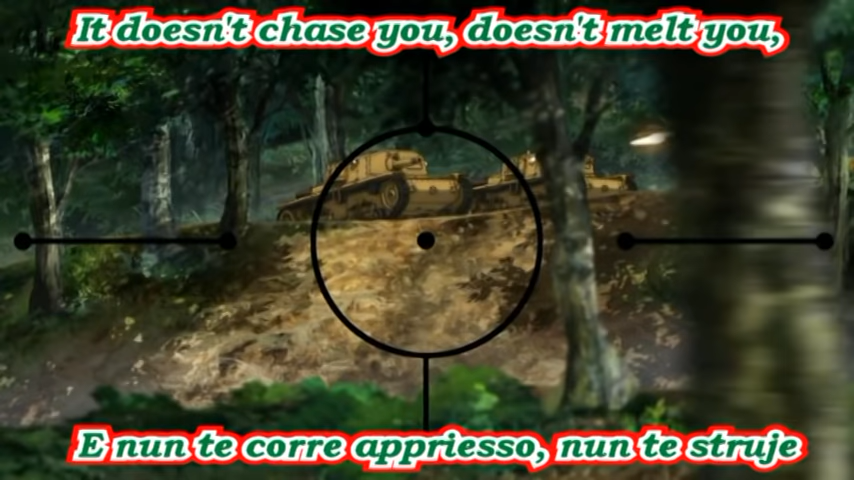 It doesn't chase you, doesn't melt you,
E nun te corre appriesso, nun te struje